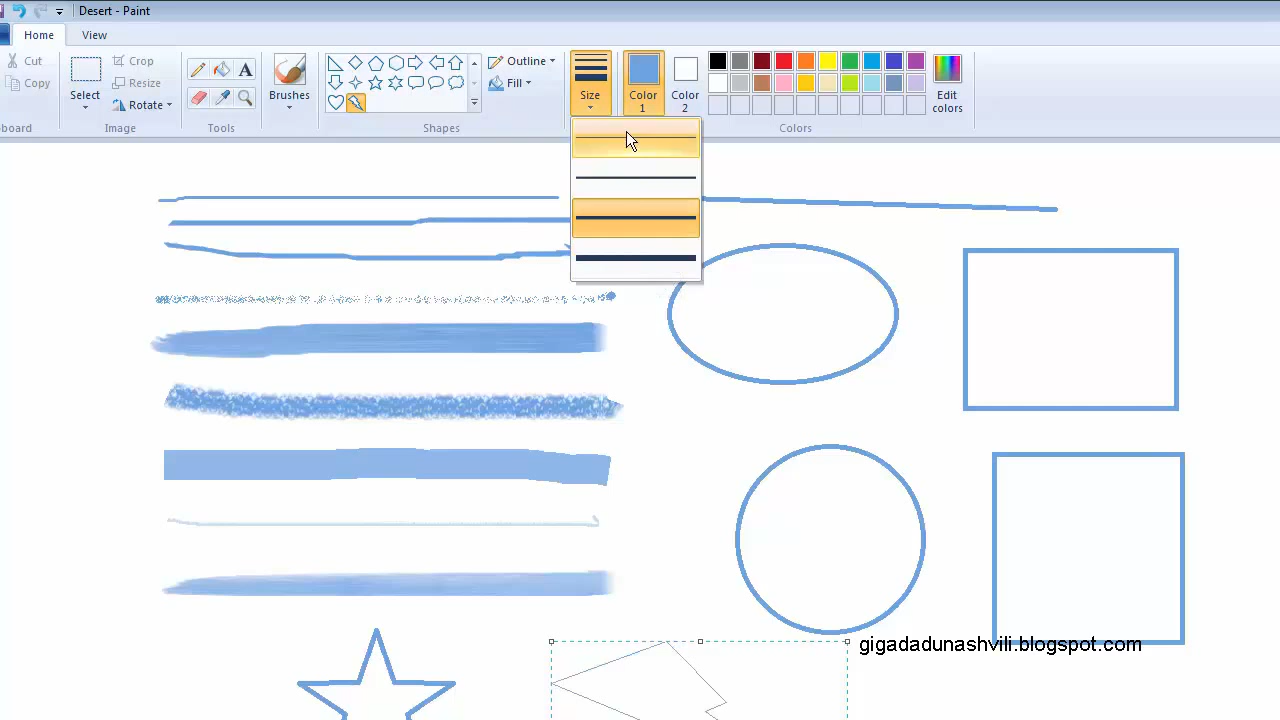 Desert - Paint
Home View
Cut
Copy
Select
Crop
Resize
Rotate
Brushes
Outline
Fill
Size
Color 1
Color 2
Edit colors
board
Image
Tools
Shapes
Colors
A
gigadadunashvili.blogspot.com